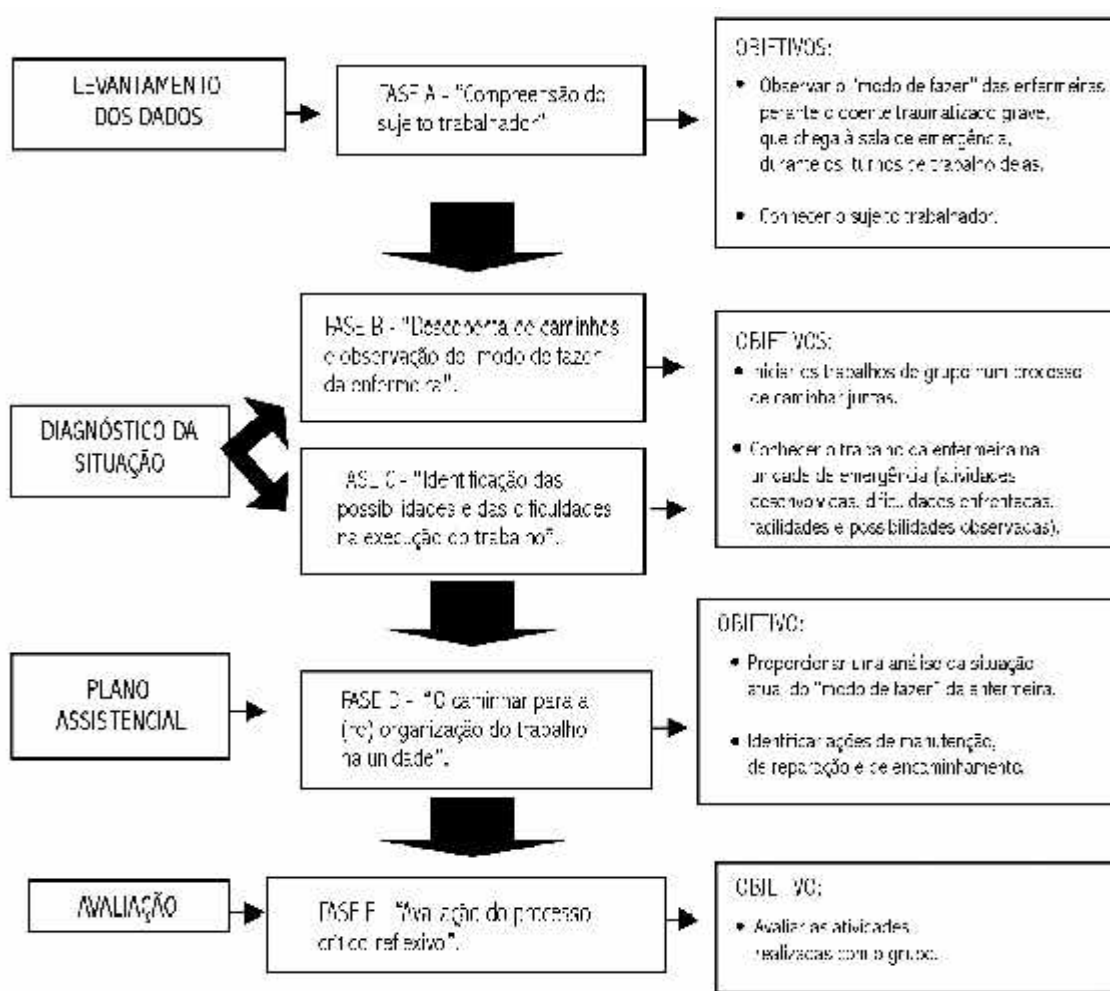 LEVANTAMENTO
DOS DADOS
FASE A - "Compreensão do
sujeito trabalhador"
OBJETIVOS:
• Observar o "modo de fazer" das enfermeiras
perante o doente traumatizado grave,
que chega à sala de emergência,
durante os turnos de trabalho delas.
• Conhecer o sujeito trabalhador.
DIAGNÓSTICO DA
SITUAÇÃO
FASE B - "Descoberta de caminhos
e observação do modo de fazer
da enfermeira".
OBJETIVOS:
• Iniciar os trabalhos de grupo num processo
de caminhar juntas.
• Conhecer o trabalho da enfermeira na
unidade de emergência (atividades
desenvolvidas, dificuldades enfrentadas,
facilidades e possibilidades observadas).
FASE C - "Identificação das
possibilidades e das dificuldades
na execução do trabalho".
PLANO
ASSISTENCIAL
FASE D - "O caminhar para a
(re) organização do trabalho
na unidade".
OBJETIVO:
• Proporcionar uma análise da situação
atual do "modo de fazer" da enfermeira.
• Identificar ações de manutenção,
de reparação e de encaminhamento.
AVALIAÇÃO
FASE E - "Avaliação do processo
crítico reflexivo".
OBJETIVO:
• Avaliar as atividades
realizadas com o grupo.